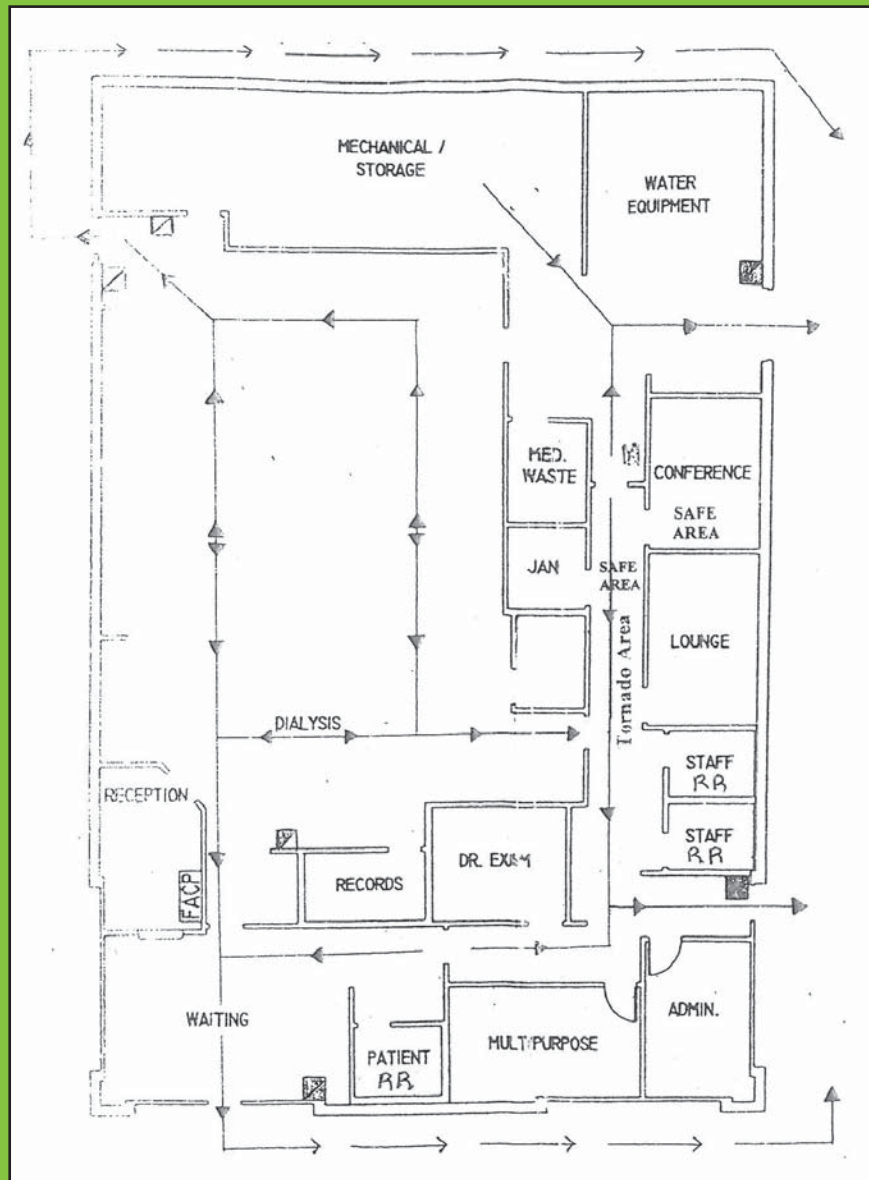 MECHANICAL /
STORAGE
WATER
EQUIPMENT
MED.
WASTE
CONFERENCE
SAFE
AREA
JAN
SAFE
AREA
Tornado Area
LOUNGE
DIALYSIS
STAFF
RR
RECEPTION
STAFF
RR
DR. EXAM
RECORDS
FACP
WAITING
ADMIN.
MULTIPURPOSE
PATIENT
RR